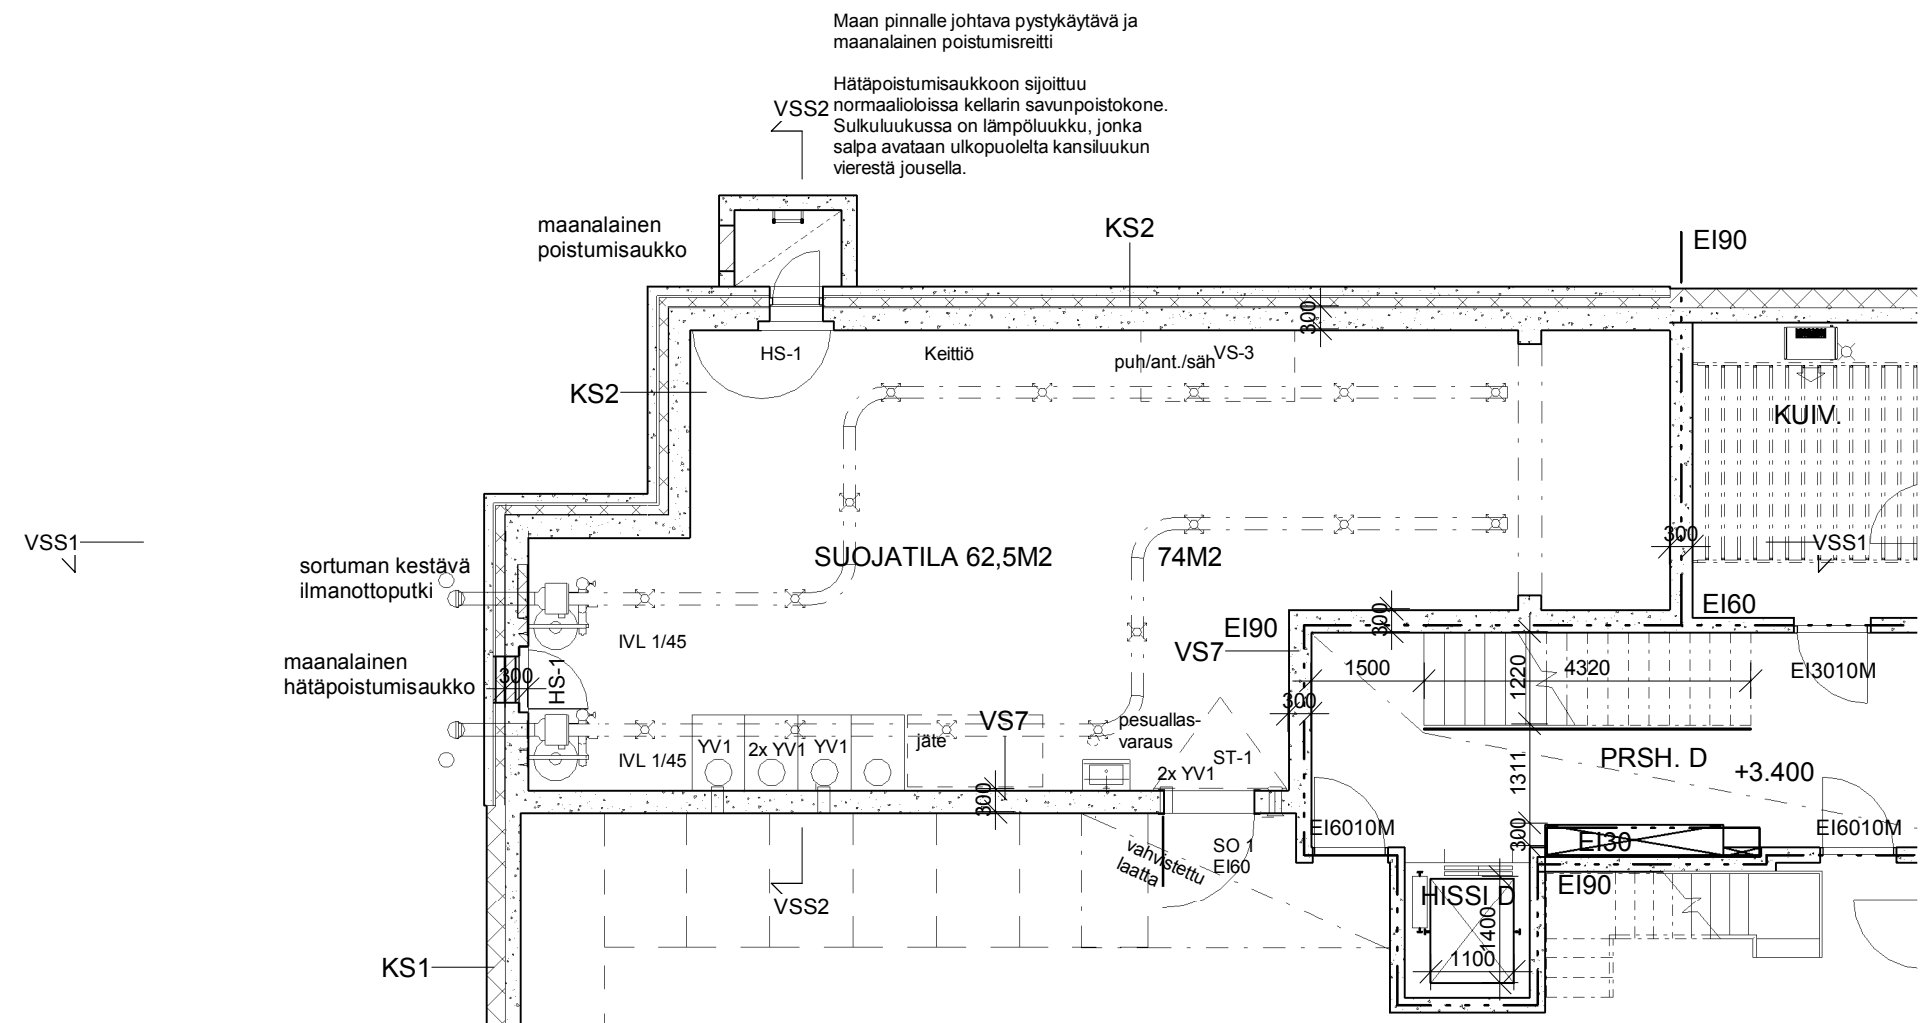 Maan pinnalle johtava pystykäytävä ja
maanalainen poistumisreitti
Hätäpoistumisaukkoon sijoittuu
normaalioloissa kellarin savunpoistokone.
Sulkuluukussa on lämpöluukku, jonka
salpa avataan ulkopuolelta kansiluukun
vierestä jousella.
VSS2
maanalainen
poistumisaukko
KS2
EI90
300
HS-1
Keittiö
puh/ant./säh
VS-3
KS2
KUIV.
VSS1
300
VSS1
sortuman kestävä
ilmanottoputki
SUOJATILA 62,5M2
74M2
EI60
300
EI90
IVL 1/45
VS7
maanalainen
hätäpoistumisaukko
300
HS-1
1500
1220
4320
EI3010M
300
VS7
pesuallas-
varaus
jäte
YV1
2x YV1
YV1
IVL 1/45
ST-1
2x YV1
PRSH. D
+3.400
1311
300
EI6010M
300
EI30
EI6010M
SO 1
EI60
vahvistettu
laatta
EI90
HISSI D
VSS2
1400
1100
KS1